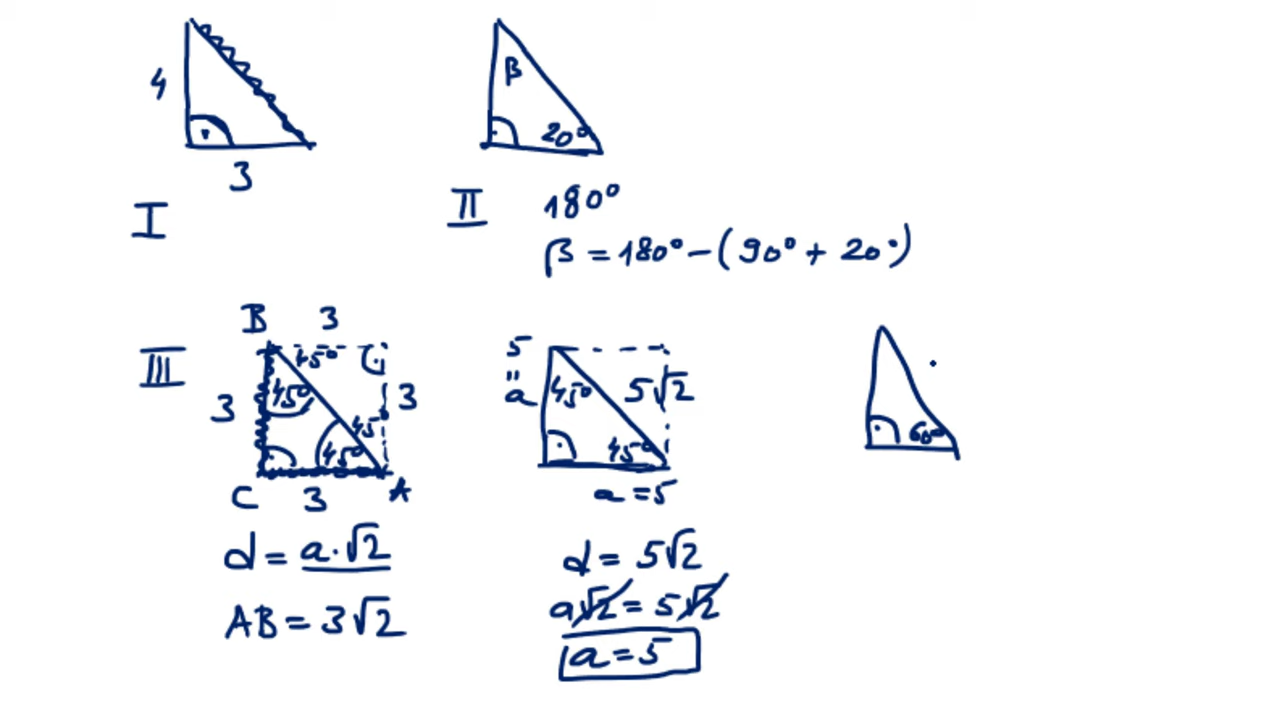 4
3
I
β
20°
II
180°
β = 180° - (90° + 20°)
III
B
3
45°
45°
3
3
45°
45°
C
3
A
d = a·√2
AB = 3√2
5
"
a
45°
5√2
45°
a = 5
d = 5√2
a√2 = 5√2
a = 5
60°